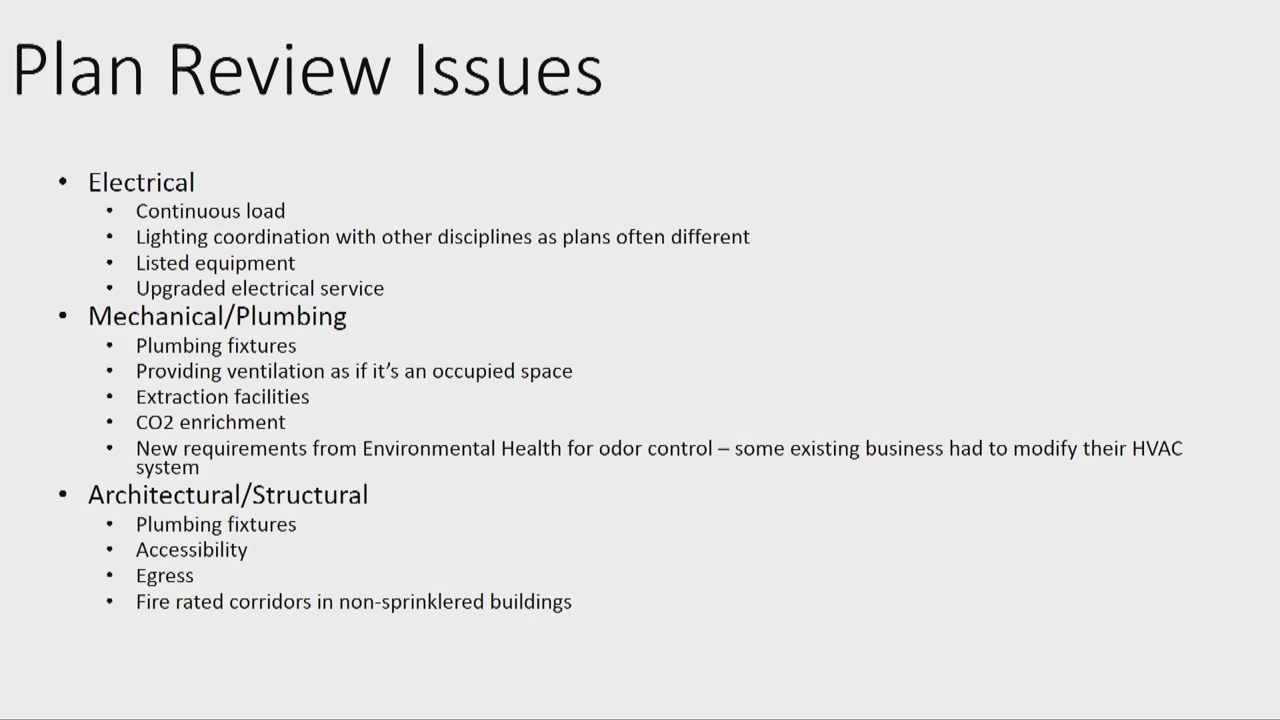 Plan Review Issues
• Electrical
• Continuous load
• Lighting coordination with other disciplines as plans often different
• Listed equipment
• Upgraded electrical service
• Mechanical/Plumbing
• Plumbing fixtures
• Providing ventilation as if it’s an occupied space
• Extraction facilities
• CO2 enrichment
• New requirements from Environmental Health for odor control – some existing business had to modify their HVAC
system
• Architectural/Structural
• Plumbing fixtures
• Accessibility
• Egress
• Fire rated corridors in non-sprinklered buildings